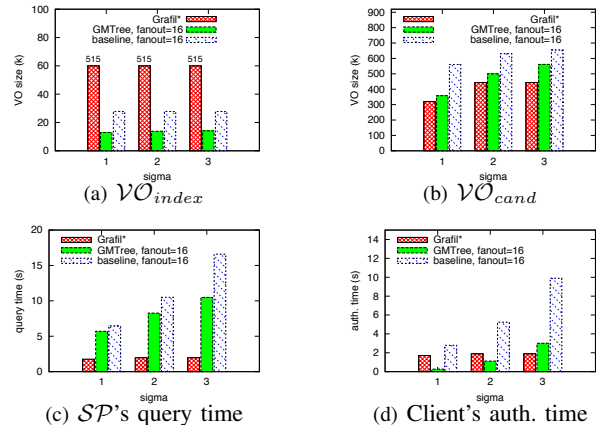 100
80
60
40
20
0
VO size (k)
Grafil*
GMTree, fanout=16
baseline, fanout=16
515 515 515
1 2 3
sigma
(a) VO_index
900
800
700
600
500
400
300
200
100
0
VO size (k)
Grafil*
GMTree, fanout=16
baseline, fanout=16
1 2 3
sigma
(b) VO_cand
20
15
10
5
0
query time (s)
Grafil*
GMTree, fanout=16
baseline, fanout=16
1 2 3
sigma
(c) SP's query time
14
12
10
8
6
4
2
0
auth. time (s)
Grafil*
GMTree, fanout=16
baseline, fanout=16
1 2 3
sigma
(d) Client's auth. time